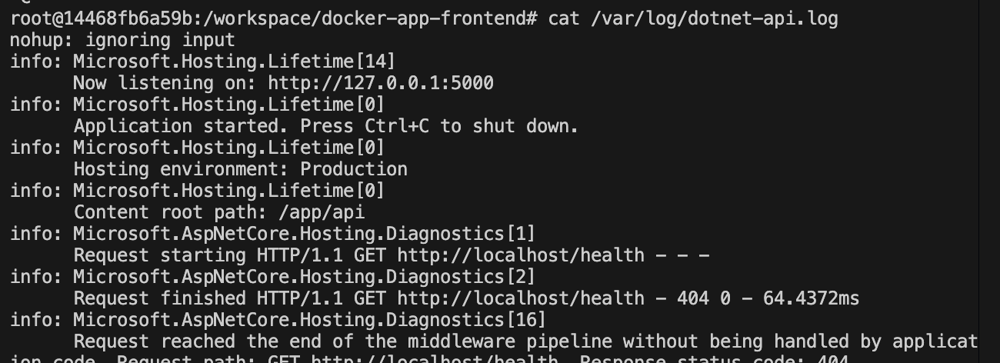 root@14468fb6a59b:/workspace/docker-app-frontend# cat /var/log/dotnet-api.log
nohup: ignoring input
info: Microsoft.Hosting.Lifetime[14]
      Now listening on: http://127.0.0.1:5000
info: Microsoft.Hosting.Lifetime[0]
      Application started. Press Ctrl+C to shut down.
info: Microsoft.Hosting.Lifetime[0]
      Hosting environment: Production
info: Microsoft.Hosting.Lifetime[0]
      Content root path: /app/api
info: Microsoft.AspNetCore.Hosting.Diagnostics[1]
      Request starting HTTP/1.1 GET http://localhost/health - - -
info: Microsoft.AspNetCore.Hosting.Diagnostics[2]
      Request finished HTTP/1.1 GET http://localhost/health - 404 0 - 64.4372ms
info: Microsoft.AspNetCore.Hosting.Diagnostics[16]
      Request reached the end of the middleware pipeline without being handled by applicat
ion code. Request path: GET http://localhost/health, Response status code: 404